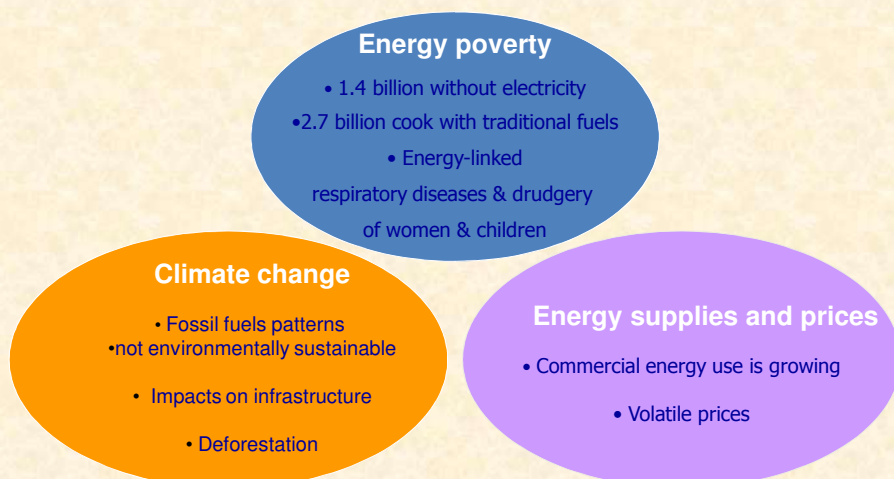 Energy poverty
• 1.4 billion without electricity
•2.7 billion cook with traditional fuels
• Energy-linked
respiratory diseases & drudgery
of women & children
Climate change
• Fossil fuels patterns
•not environmentally sustainable
• Impacts on infrastructure
• Deforestation
Energy supplies and prices
• Commercial energy use is growing
• Volatile prices